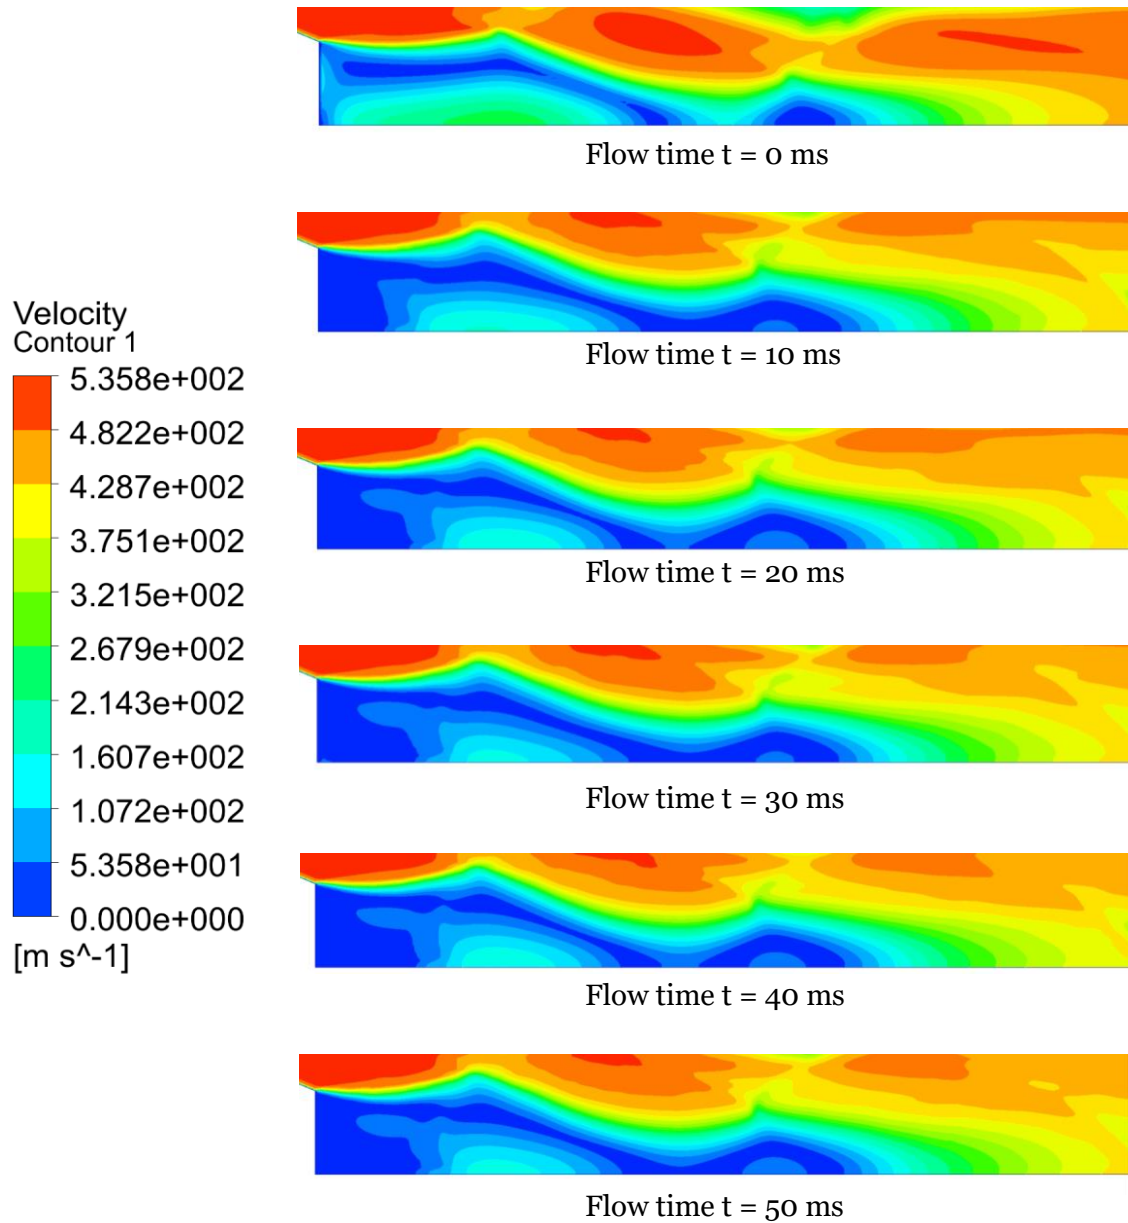 Flow time t = 0 ms
Flow time t = 10 ms
Velocity
Contour 1
5.358e+002
4.822e+002
4.287e+002
3.751e+002
3.215e+002
2.679e+002
2.143e+002
1.607e+002
1.072e+002
5.358e+001
0.000e+000
[m s^-1]
Flow time t = 20 ms
Flow time t = 30 ms
Flow time t = 40 ms
Flow time t = 50 ms